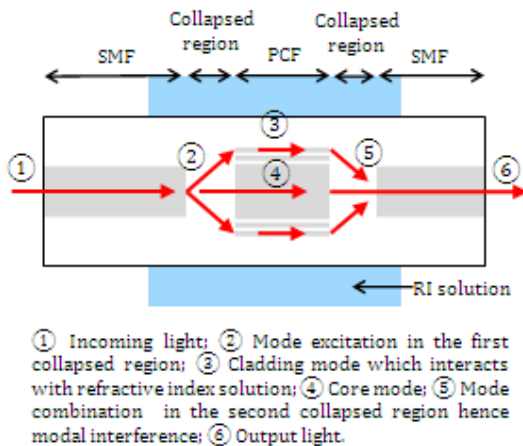 Collapsed region
Collapsed region
SMF
PCF
SMF
①
②
③
④
⑤
⑥
RI solution
① Incoming light; ② Mode excitation in the first
collapsed region; ③ Cladding mode which interacts
with refractive index solution; ④ Core mode; ⑤ Mode
combination in the second collapsed region hence
modal interference; ⑥ Output light.